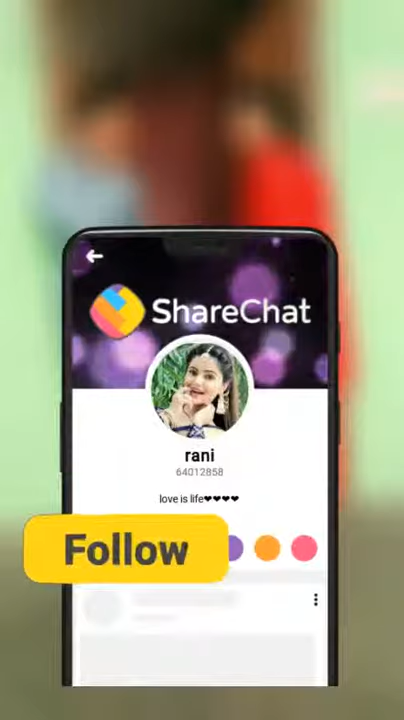 ShareChat
rani
64012858
love is life❤❤❤❤
Follow